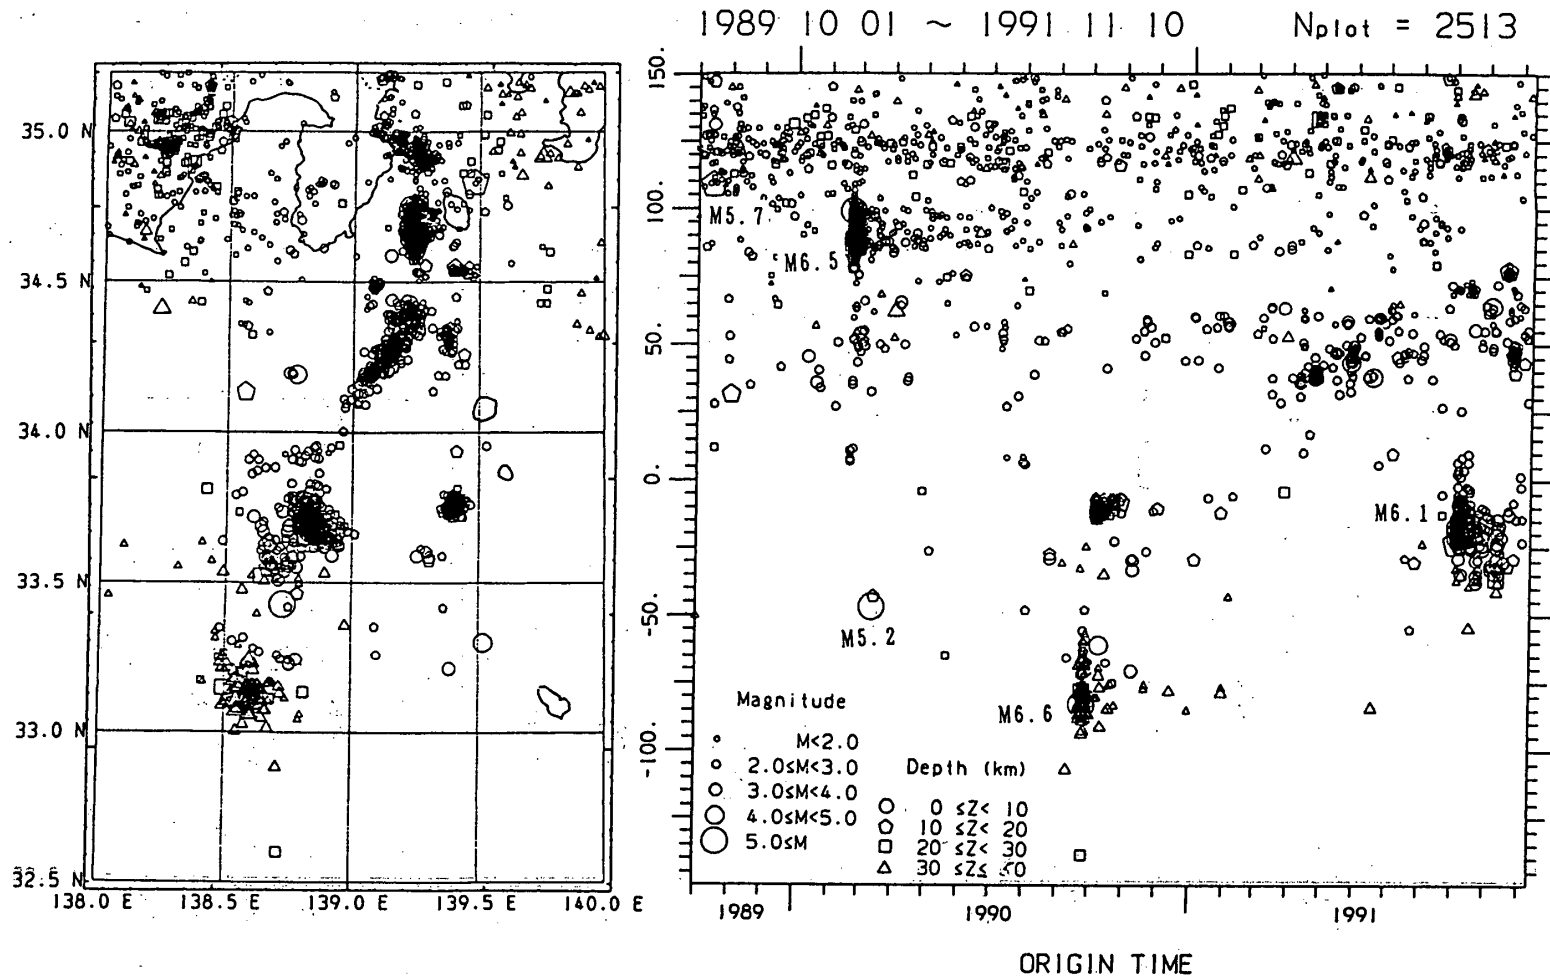 1989 10 01 ~ 1991 11 10
Nplot = 2513
35.0 N
34.5 N
34.0 N
33.5 N
33.0 N
32.5 N
138.0 E
138.5 E
139.0 E
139.5 E
140.0 E
150.
100.
50.
0.
-50.
-100.
M5.7
M6.5
M5.2
M6.6
M6.1
Magnitude
M<2.0
2.0≤M<3.0
3.0≤M<4.0
4.0≤M<5.0
5.0≤M
Depth (km)
0 ≤Z< 10
10 ≤Z< 20
20 ≤Z< 30
30 ≤Z≤ 50
1989
1990
1991
ORIGIN TIME